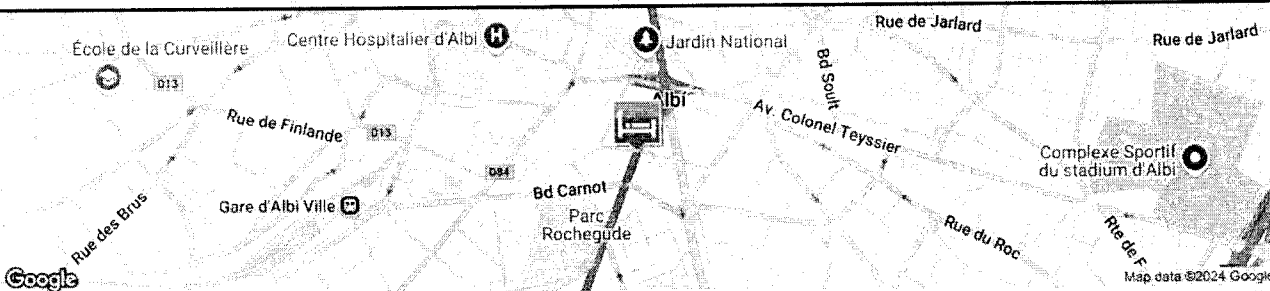 Rue de Jarlard
Rue de Jarlard
École de la Curveillère
Centre Hospitalier d'Albi
H
Jardin National
Bd Soult
D13
Albi
Av. Colonel Teyssier
Rue de Finlande
D13
Complexe Sportif
du stadium d'Albi
D84
Bd Carnot
Gare d'Albi Ville
Parc
Rochegude
Rue des Brus
Rue du Roc
Rte de F
Google
Map data ©2024 Google